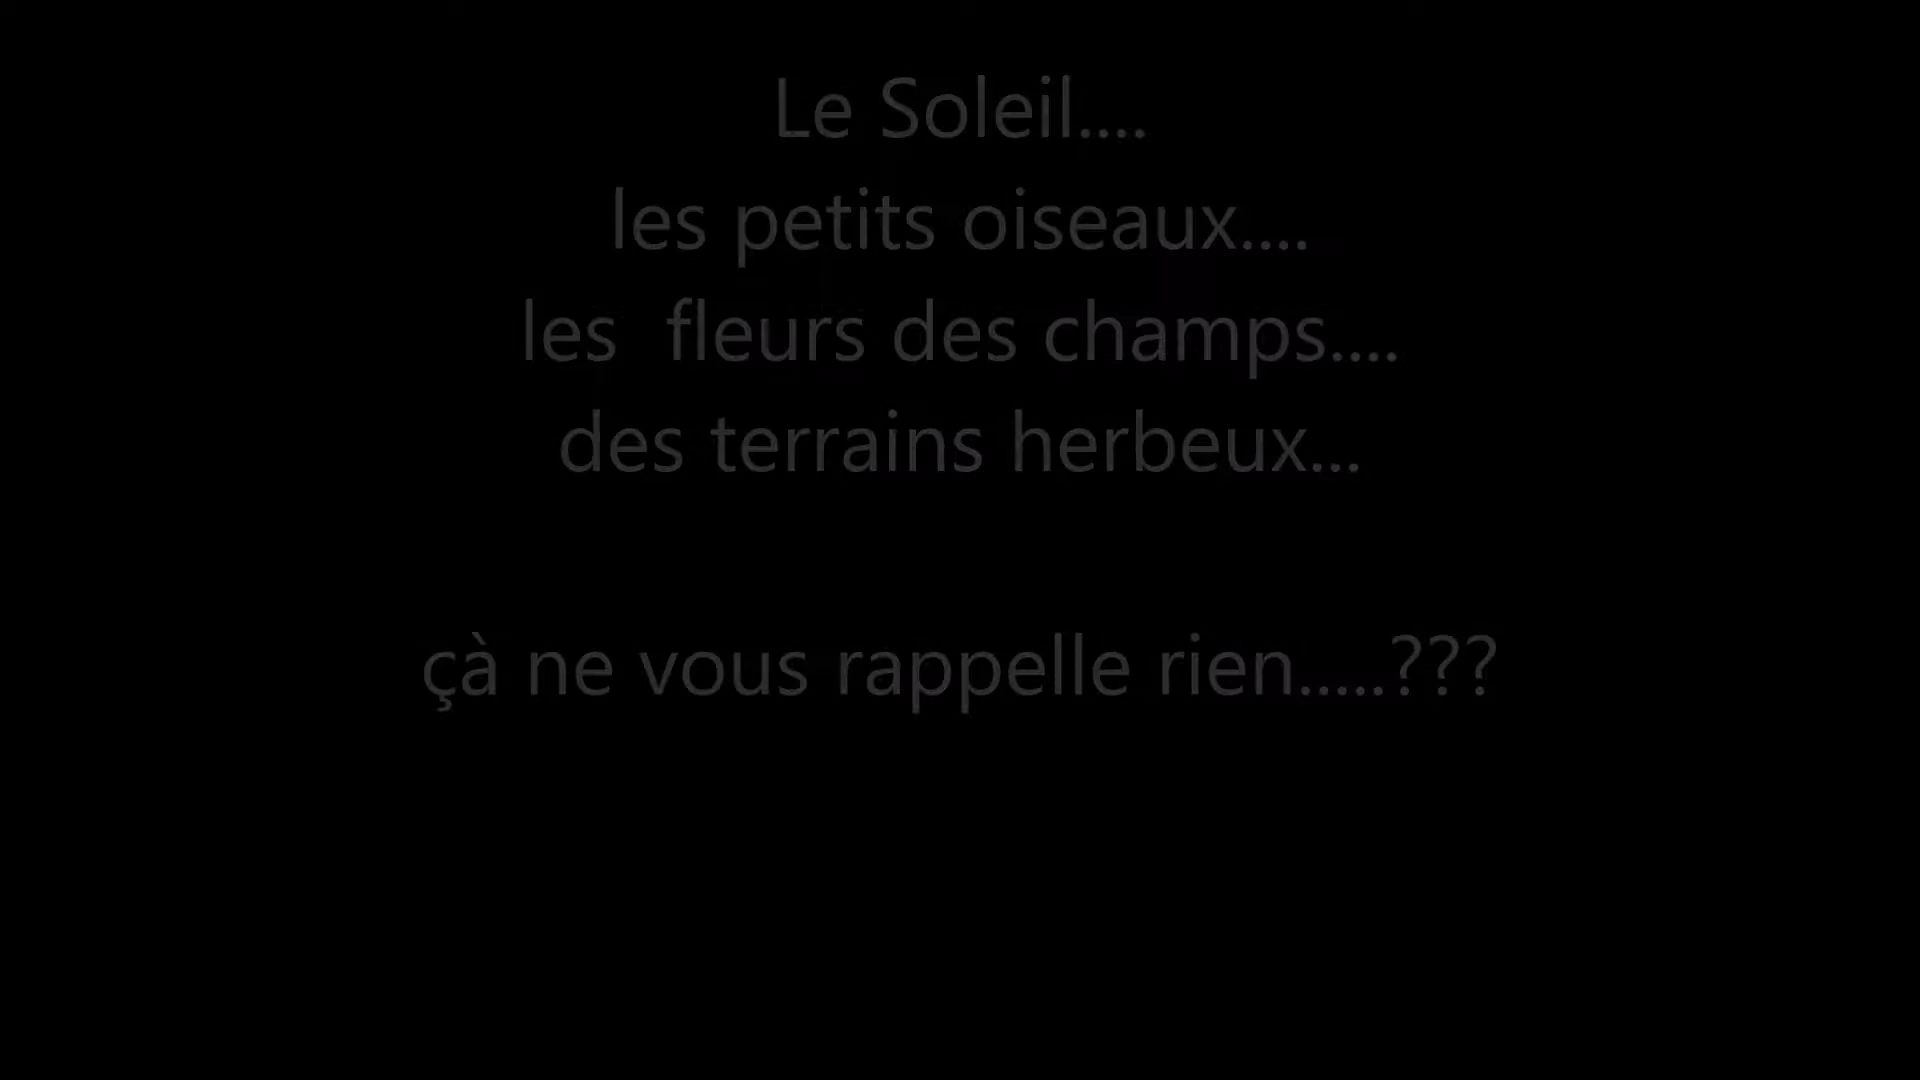 Le Soleil....
les petits oiseaux....
les  fleurs des champs....
des terrains herbeux...
çà ne vous rappelle rien.....???